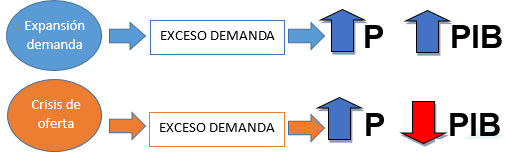 Expansión
demanda
EXCESO DEMANDA
P
PIB
Crisis de
oferta
EXCESO DEMANDA
P
PIB